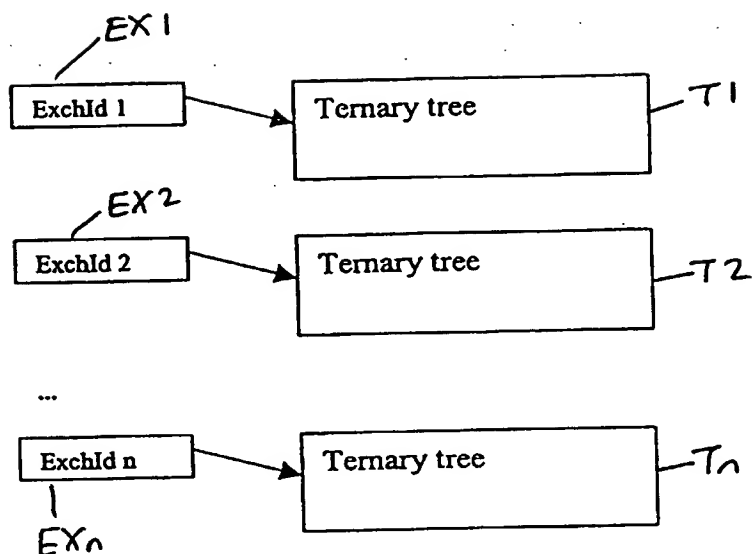 EX1
ExchId 1
Ternary tree
T1
EX2
ExchId 2
Ternary tree
T2
...
ExchId n
Ternary tree
Tn
EXn